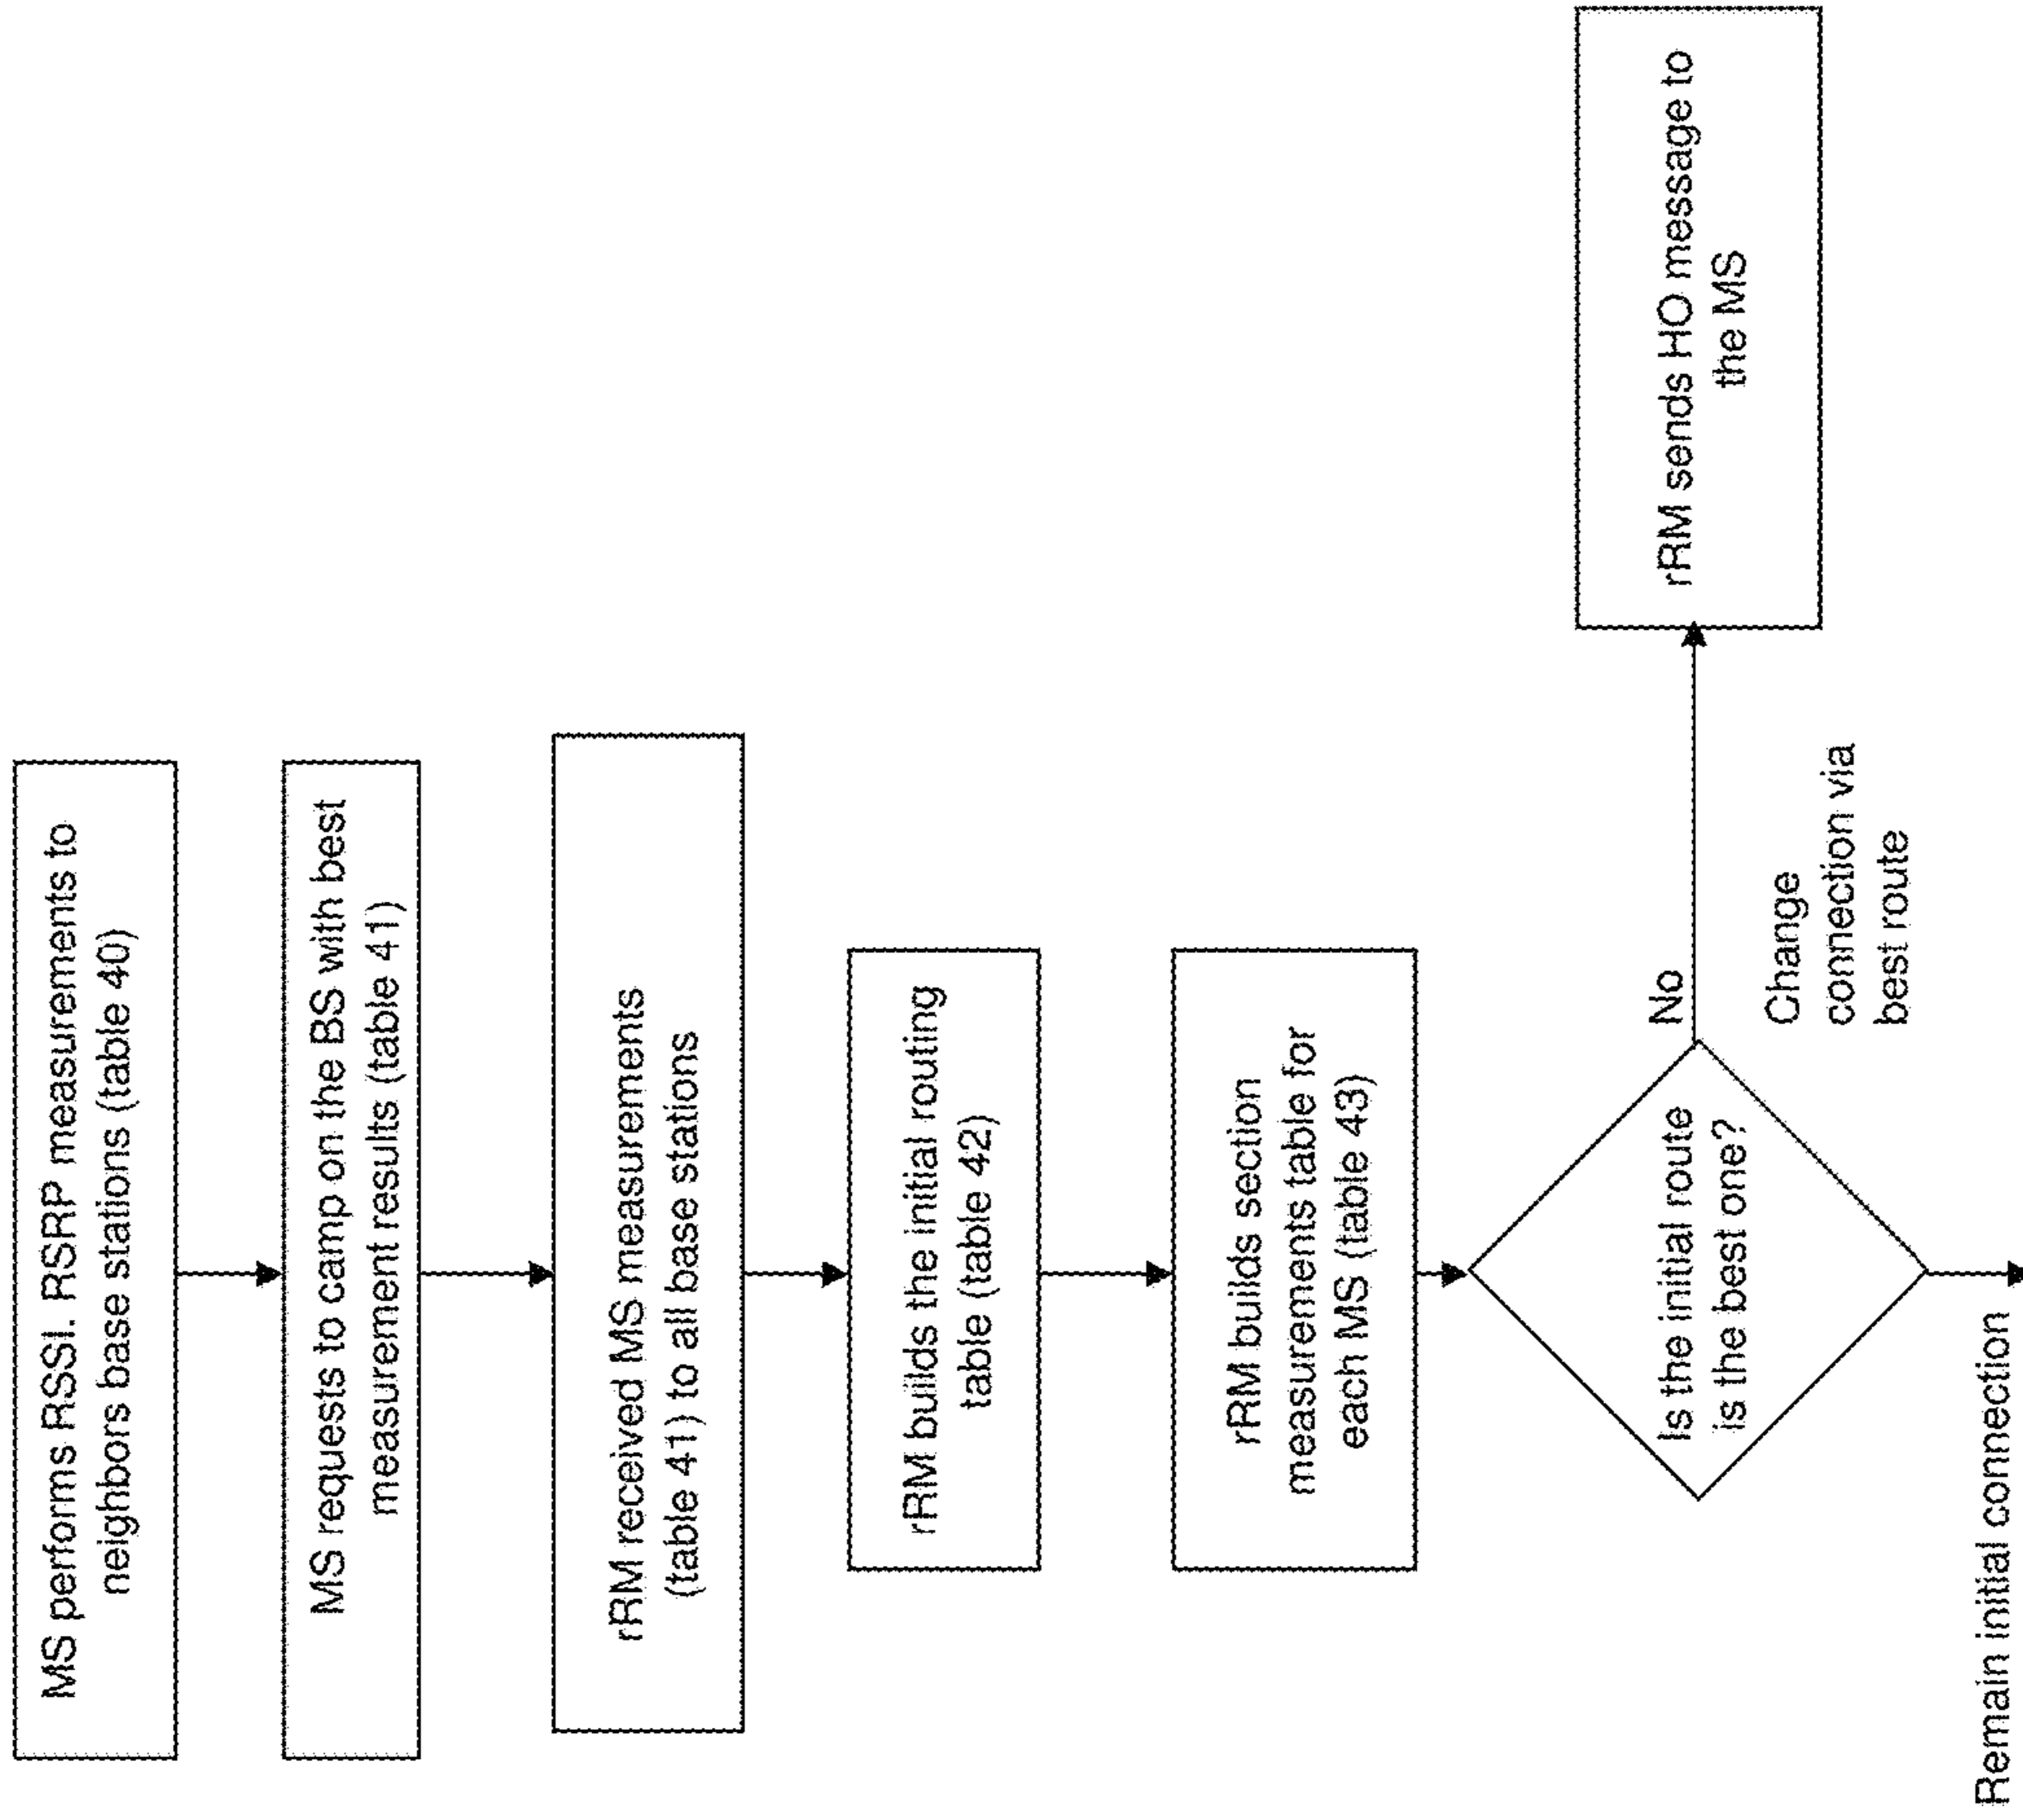 MS performs RSSI. RSRP measurements to
neighbors base stations (table 40)
MS requests to camp on the BS with best
measurement results (table 41)
rRM received MS measurements
(table 41) to all base stations
rRM builds the initial routing
table (table 42)
rRM builds section
measurements table for
each MS (table 43)
Is the initial route
is the best one?
No
Change
connection via
best route
rRM sends HO message to
the MS
Remain initial connection